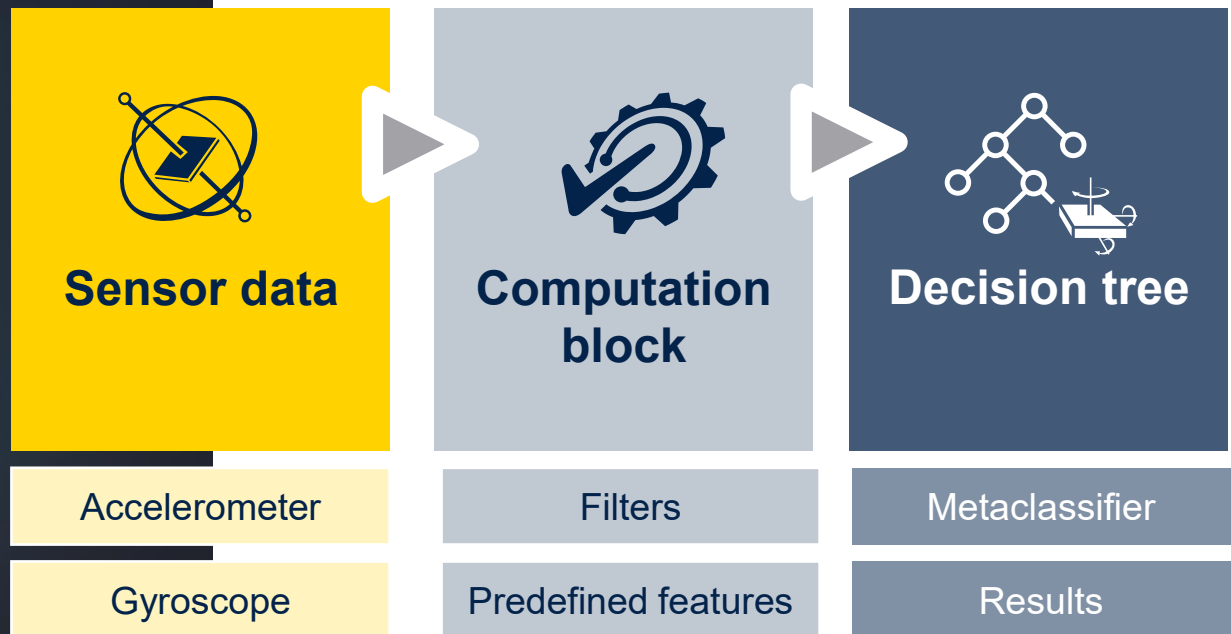 Sensor data
Computation
block
Decision tree
Accelerometer
Filters
Metaclassifier
Gyroscope
Predefined features
Results